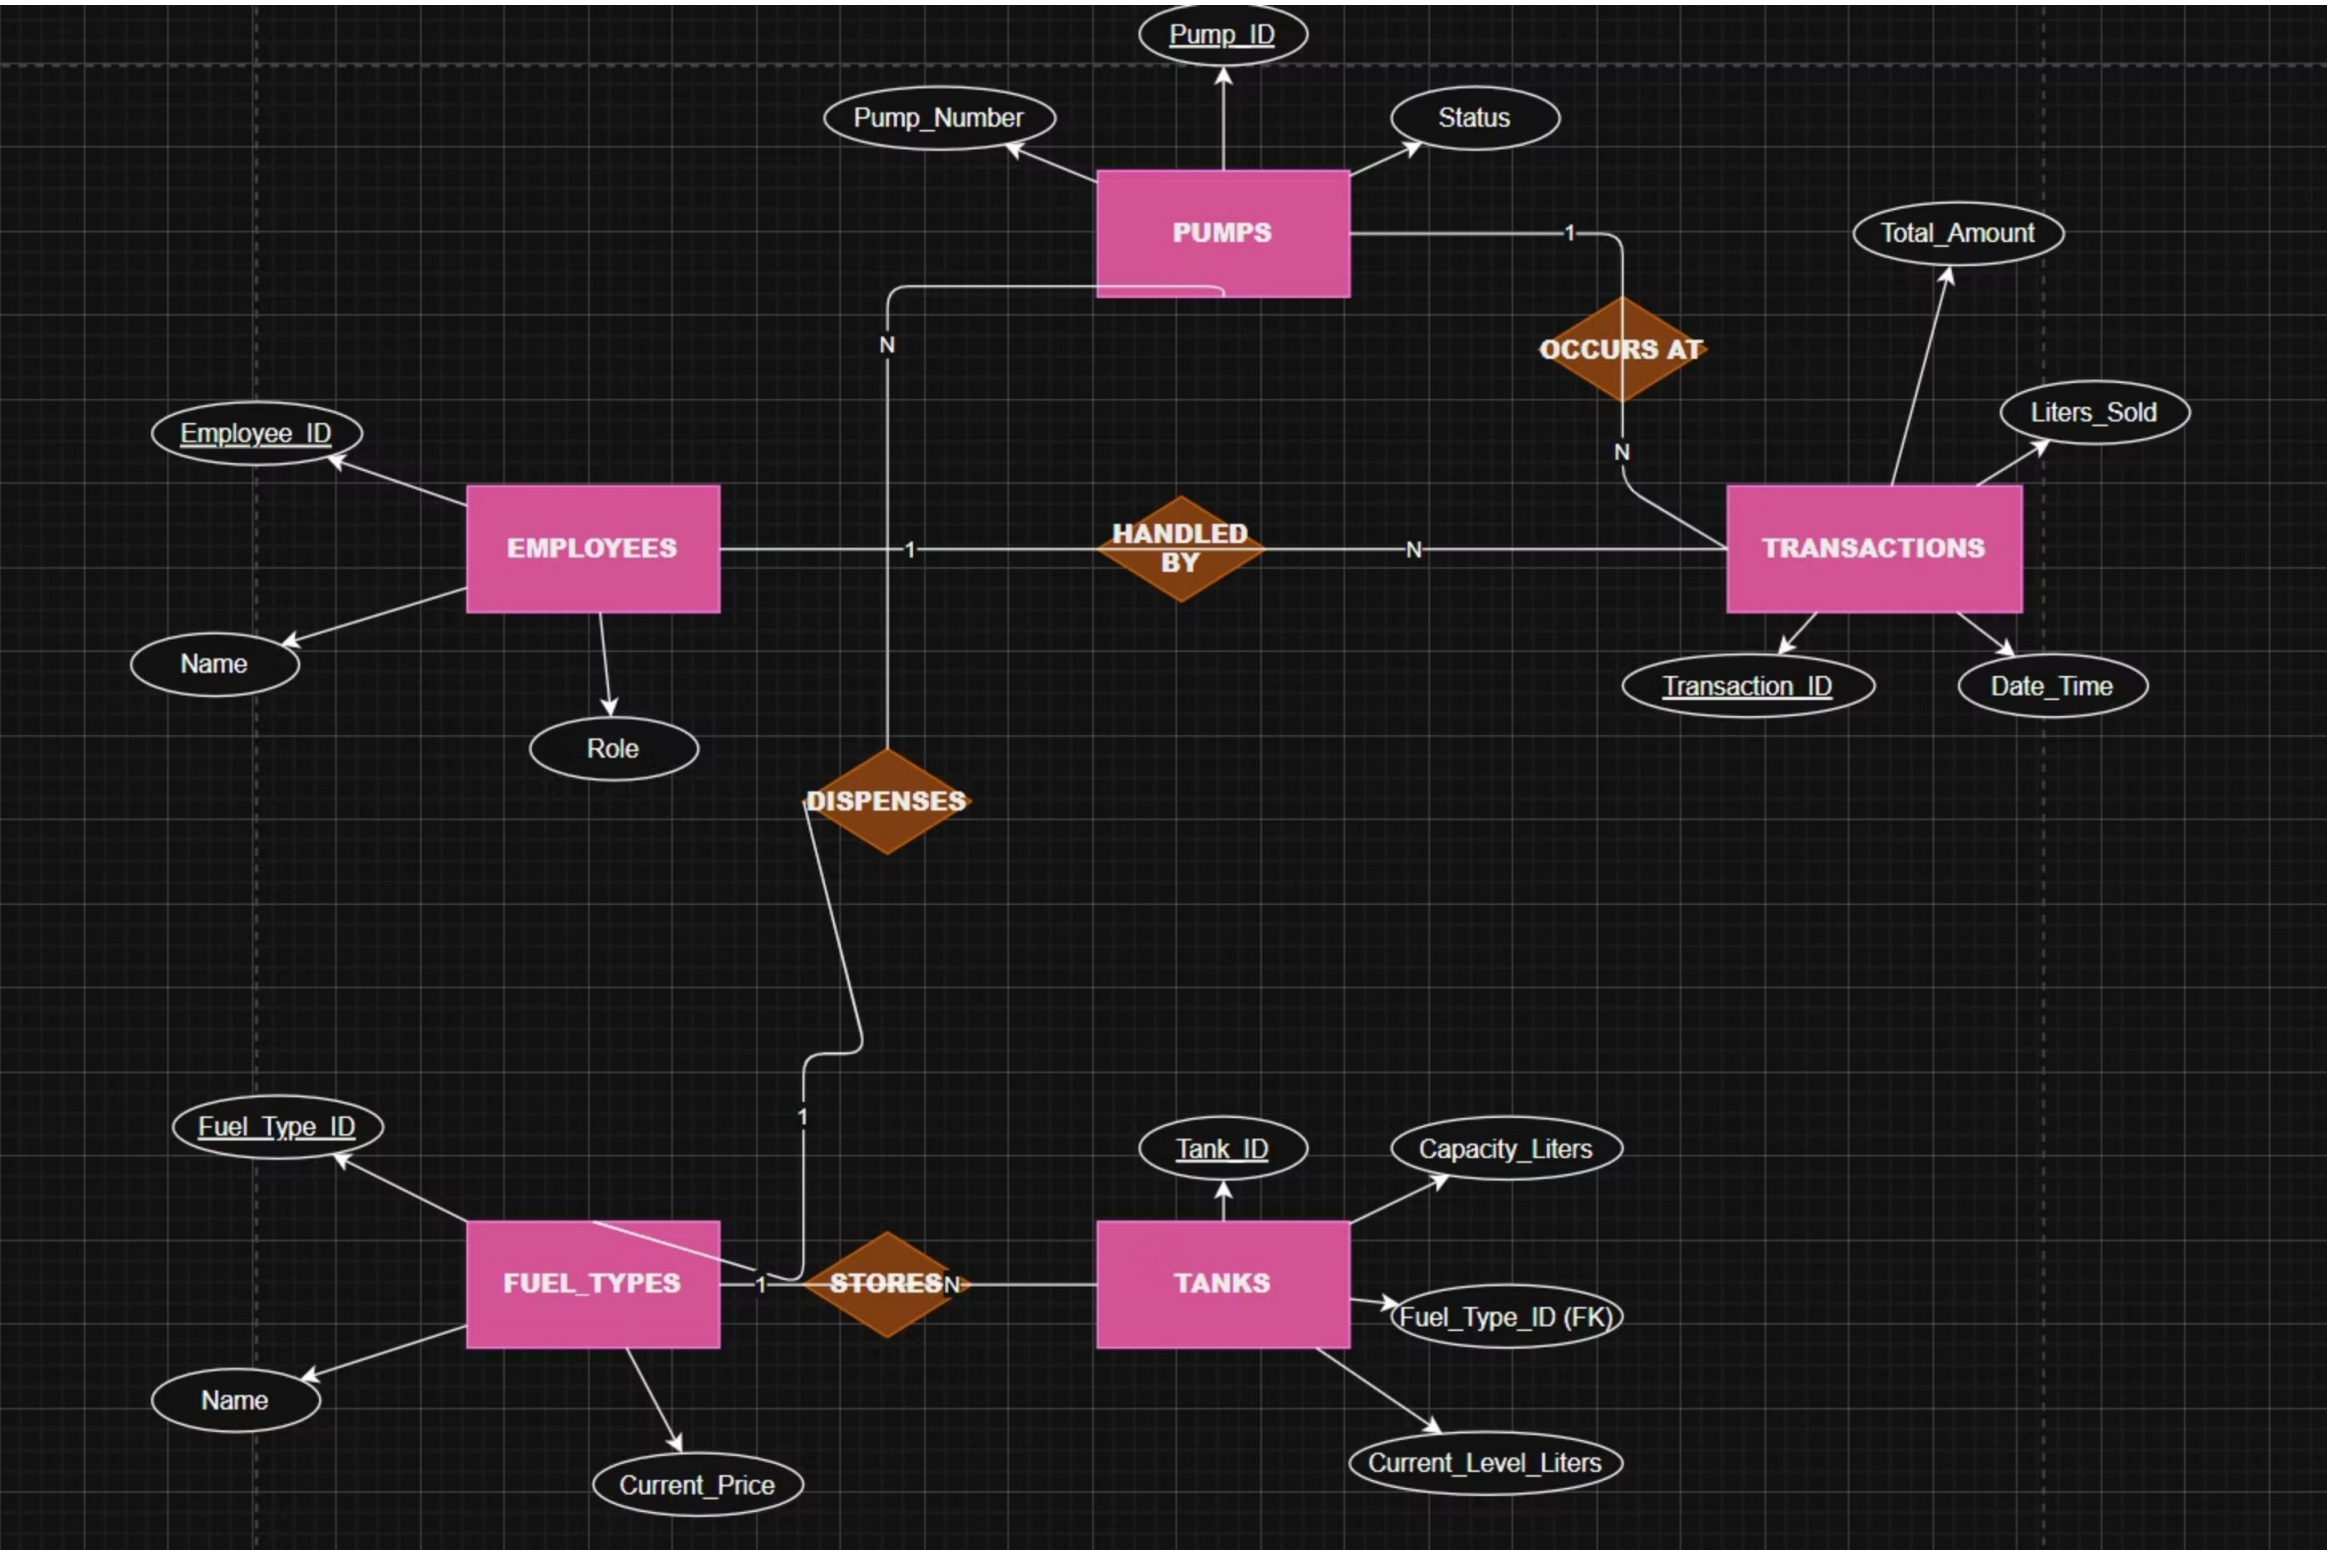 Pump_ID
Pump_Number
Status
PUMPS
1
Total_Amount
N
OCCURS AT
Liters_Sold
Employee_ID
N
EMPLOYEES
1
HANDLED
BY
N
TRANSACTIONS
Name
Transaction_ID
Date_Time
Role
DISPENSES
1
Fuel_Type_ID
Tank_ID
Capacity_Liters
FUEL_TYPES
1
STORES
N
TANKS
Fuel_Type_ID (FK)
Name
Current_Level_Liters
Current_Price